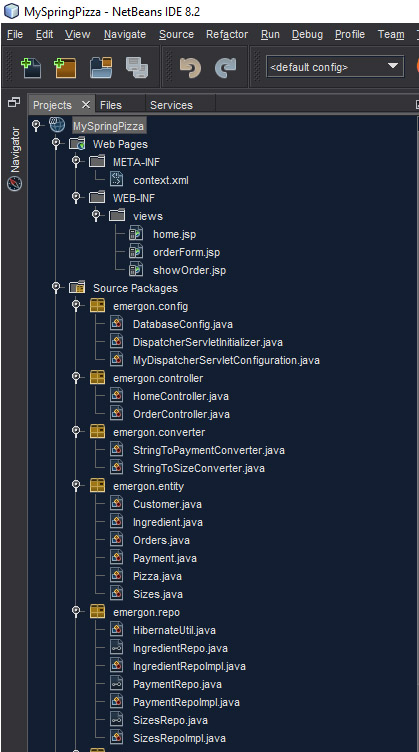 MySpringPizza - NetBeans IDE 8.2
File Edit View Navigate Source Refactor Run Debug Profile Team
<default config>
Projects Files Services
Navigator
MySpringPizza
Web Pages
META-INF
context.xml
WEB-INF
views
home.jsp
orderForm.jsp
showOrder.jsp
Source Packages
emergon.config
DatabaseConfig.java
DispatcherServletInitializer.java
MyDispatcherServletConfiguration.java
emergon.controller
HomeController.java
OrderController.java
emergon.converter
StringToPaymentConverter.java
StringToSizeConverter.java
emergon.entity
Customer.java
Ingredient.java
Orders.java
Payment.java
Pizza.java
Sizes.java
emergon.repo
HibernateUtil.java
IngredientRepo.java
IngredientRepoImpl.java
PaymentRepo.java
PaymentRepoImpl.java
SizesRepo.java
SizesRepoImpl.java